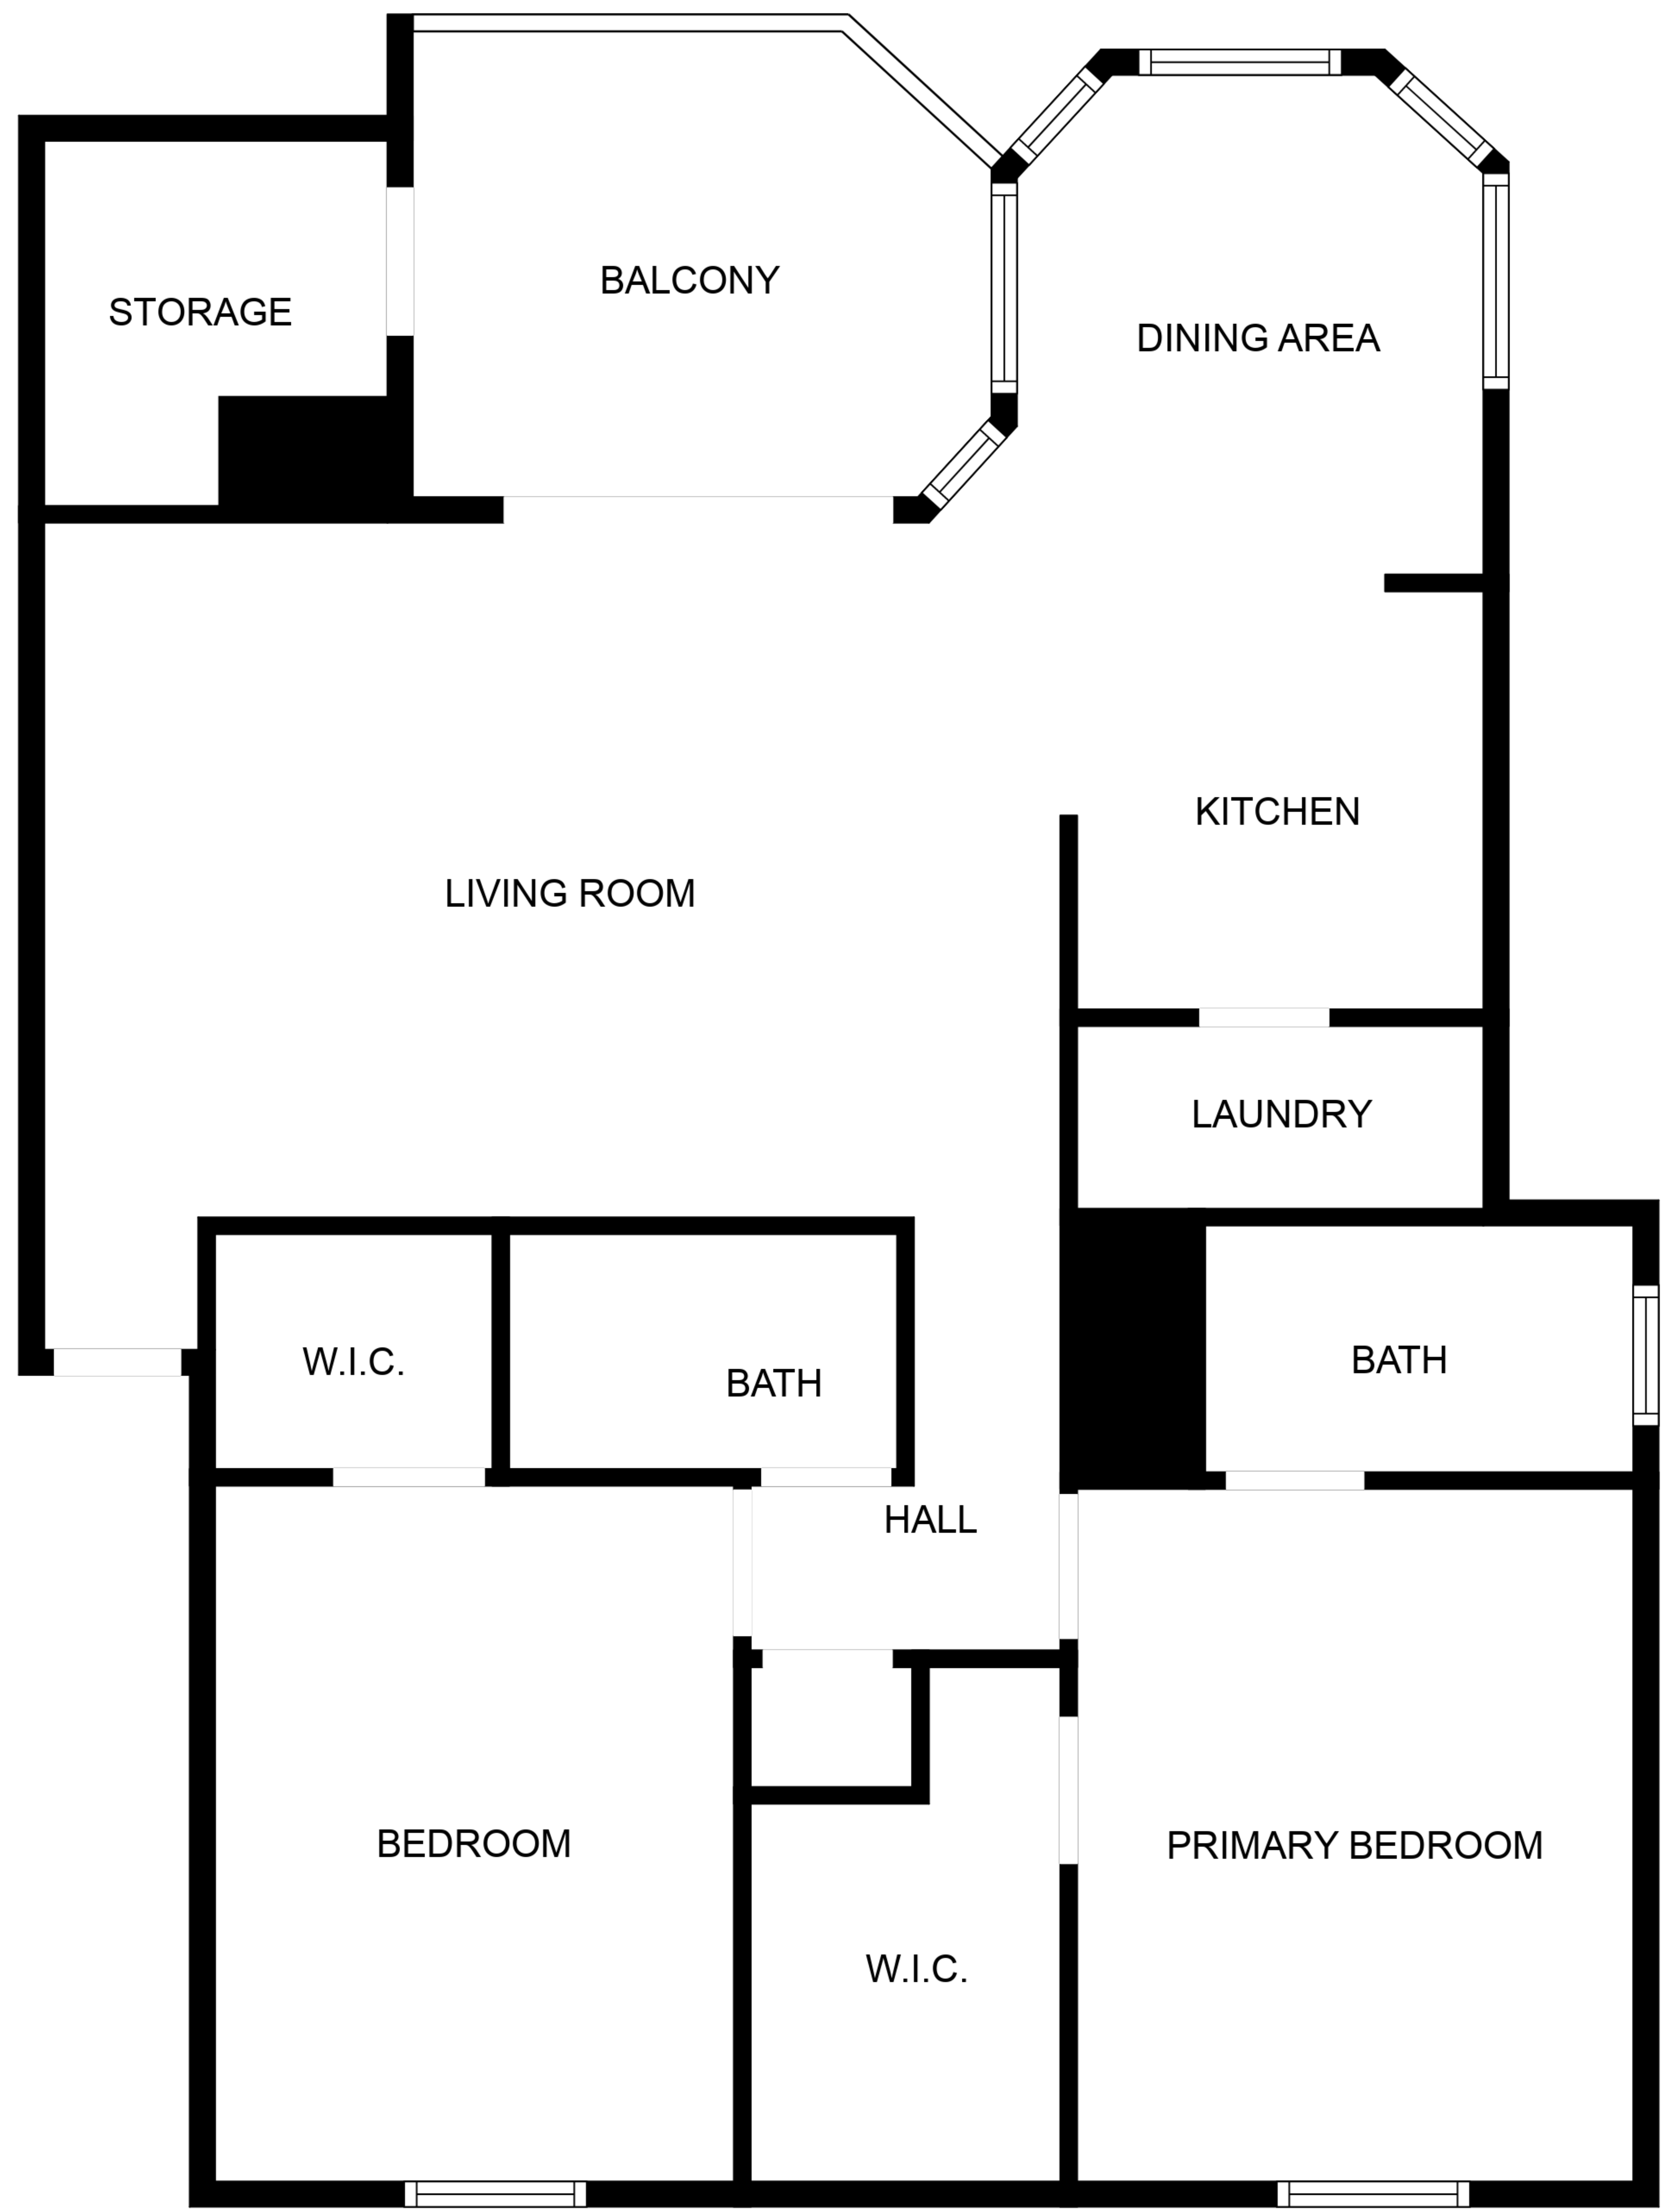 BALCONY
STORAGE
DINING AREA
KITCHEN
LIVING ROOM
LAUNDRY
W.I.C.
BATH
BATH
HALL
BEDROOM
PRIMARY BEDROOM
W.I.C.